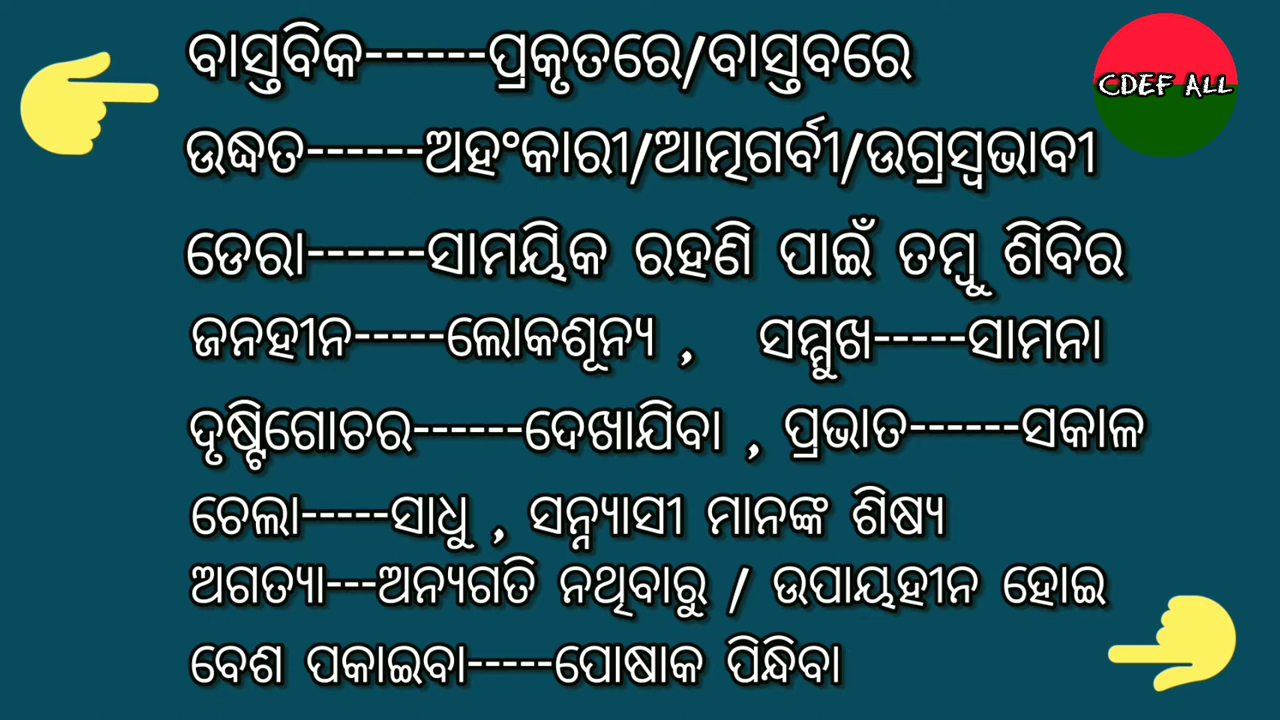 ବାସ୍ତବିକ------ପ୍ରକୃତରେ/ବାସ୍ତବରେ
CDEF ALL
ଉଦ୍ଧତ------ଅହଂକାରୀ/ଆତ୍ମଗର୍ବୀ/ଉଗ୍ରସ୍ୱଭାବୀ
ଡେରା------ସାମୟିକ ରହଣି ପାଇଁ ତମ୍ବୁ ଶିବିର
ଜନହୀନ-----ଲୋକଶୂନ୍ୟ , ସମ୍ମୁଖ-----ସାମନା
ଦୃଷ୍ଟିଗୋଚର------ଦେଖାଯିବା , ପ୍ରଭାତ------ସକାଳ
ଚେଲା-----ସାଧୁ , ସନ୍ନ୍ୟାସୀ ମାନଙ୍କ ଶିଷ୍ୟ
ଅଗତ୍ୟା---ଅନ୍ୟଗତି ନଥିବାରୁ / ଉପାୟହୀନ ହୋଇ
ବେଶ ପକାଇବା-----ପୋଷାକ ପିନ୍ଧିବା